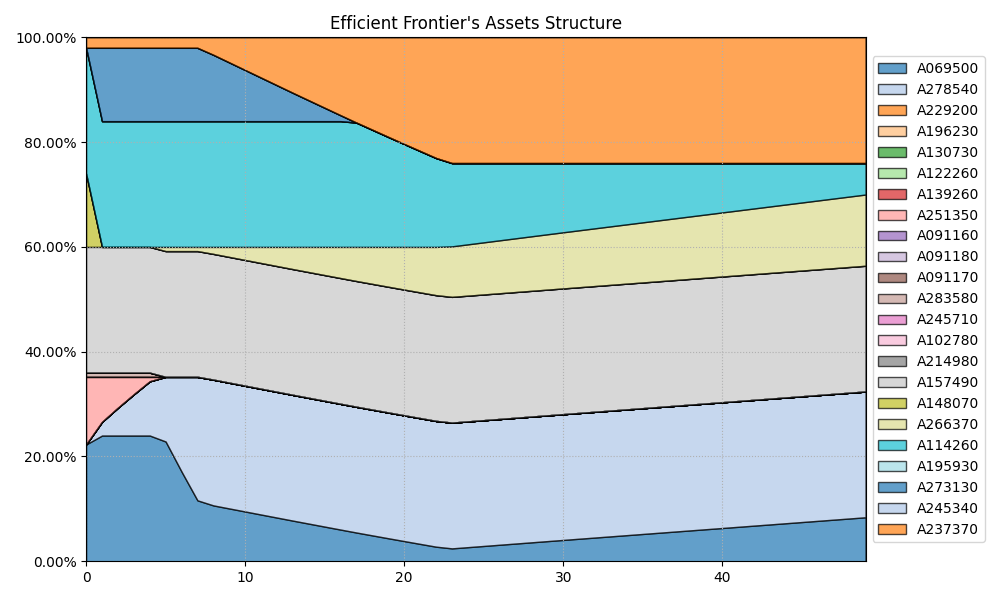 Efficient Frontier's Assets Structure
100.00%
80.00%
60.00%
40.00%
20.00%
0.00%
0
10
20
30
40
A069500
A278540
A229200
A196230
A130730
A122260
A139260
A251350
A091160
A091180
A091170
A283580
A245710
A102780
A214980
A157490
A148070
A266370
A114260
A195930
A273130
A245340
A237370